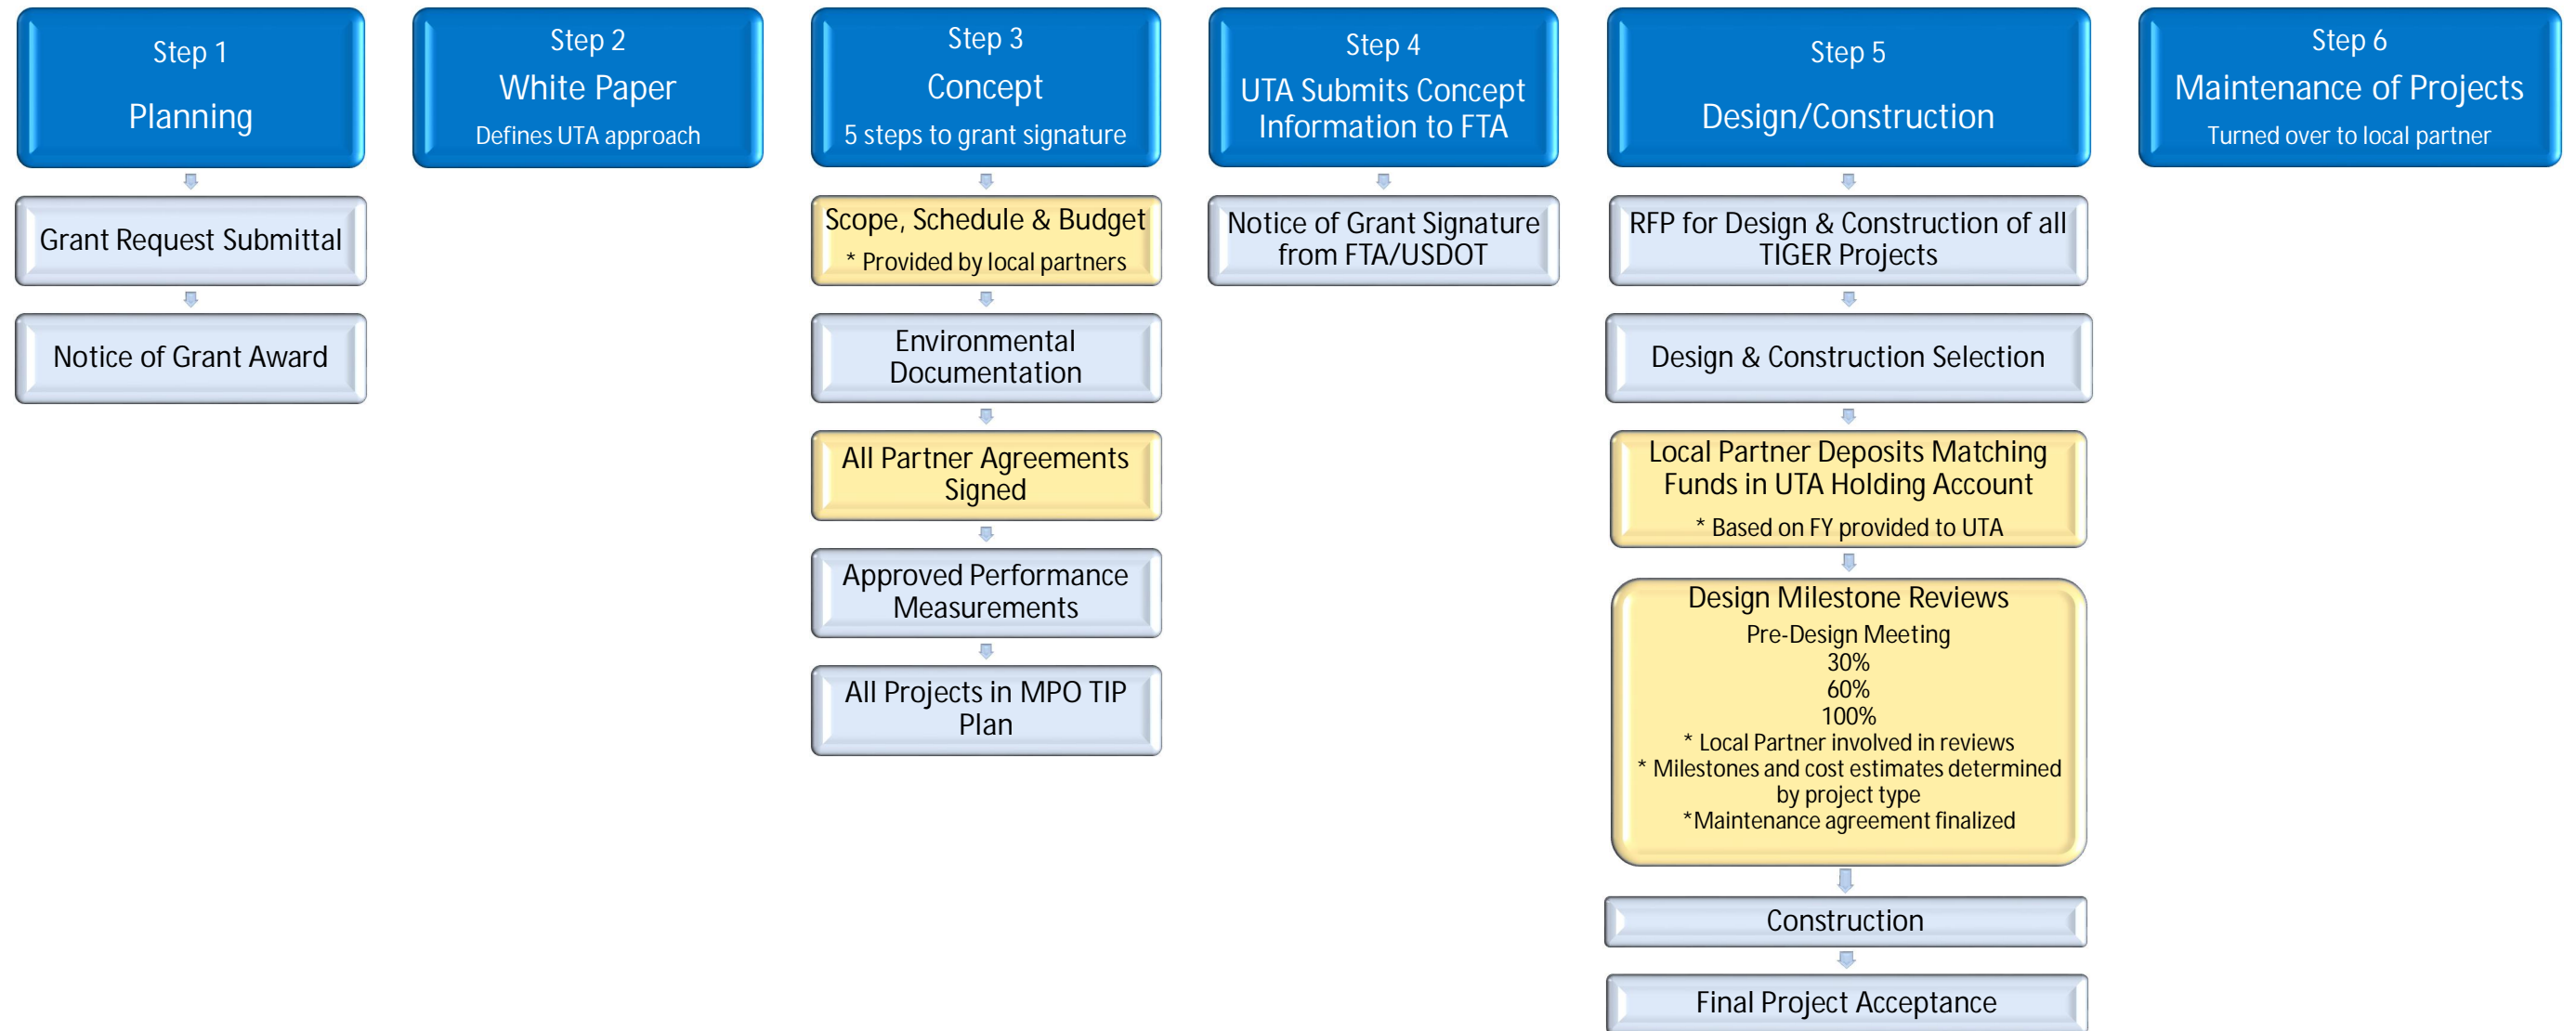 Step 1
Planning
Grant Request Submittal
Notice of Grant Award
Step 2
White Paper
Defines UTA approach
Step 3
Concept
5 steps to grant signature
Scope, Schedule & Budget
* Provided by local partners
Environmental
Documentation
All Partner Agreements
Signed
Approved Performance
Measurements
All Projects in MPO TIP
Plan
Step 4
UTA Submits Concept
Information to FTA
Notice of Grant Signature
from FTA/USDOT
Step 5
Design/Construction
RFP for Design & Construction of all
TIGER Projects
Design & Construction Selection
Local Partner Deposits Matching
Funds in UTA Holding Account
* Based on FY provided to UTA
Design Milestone Reviews
Pre-Design Meeting
30%
60%
100%
* Local Partner involved in reviews
* Milestones and cost estimates determined
by project type
*Maintenance agreement finalized
Construction
Final Project Acceptance
Step 6
Maintenance of Projects
Turned over to local partner